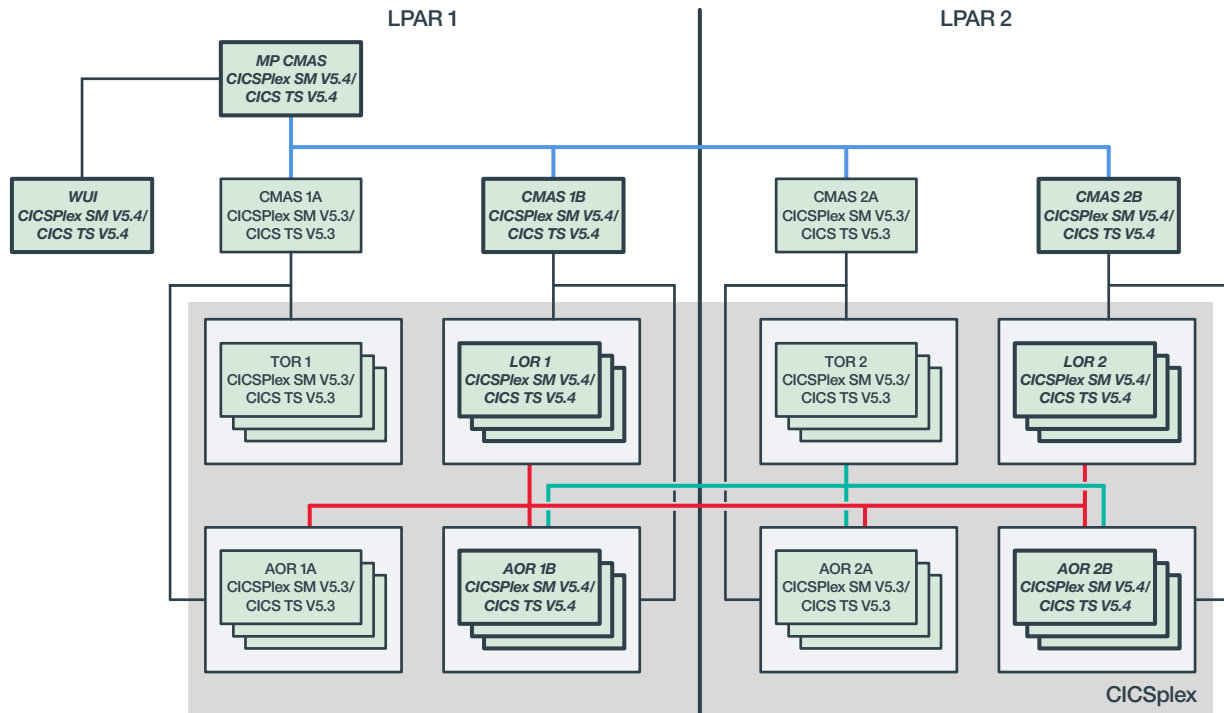 LPAR 1
LPAR 2
MP CMAS
CICSPlex SM V5.4/
CICS TS V5.4
WUI
CICSPlex SM V5.4/
CICS TS V5.4
CMAS 1A
CICSPlex SM V5.3/
CICS TS V5.3
CMAS 1B
CICSPlex SM V5.4/
CICS TS V5.4
CMAS 2A
CICSPlex SM V5.3/
CICS TS V5.3
CMAS 2B
CICSPlex SM V5.4/
CICS TS V5.4
TOR 1
CICSPlex SM V5.3/
CICS TS V5.3
LOR 1
CICSPlex SM V5.4/
CICS TS V5.4
TOR 2
CICSPlex SM V5.3/
CICS TS V5.3
LOR 2
CICSPlex SM V5.4/
CICS TS V5.4
AOR 1A
CICSPlex SM V5.3/
CICS TS V5.3
AOR 1B
CICSPlex SM V5.4/
CICS TS V5.4
AOR 2A
CICSPlex SM V5.3/
CICS TS V5.3
AOR 2B
CICSPlex SM V5.4/
CICS TS V5.4
CICSplex